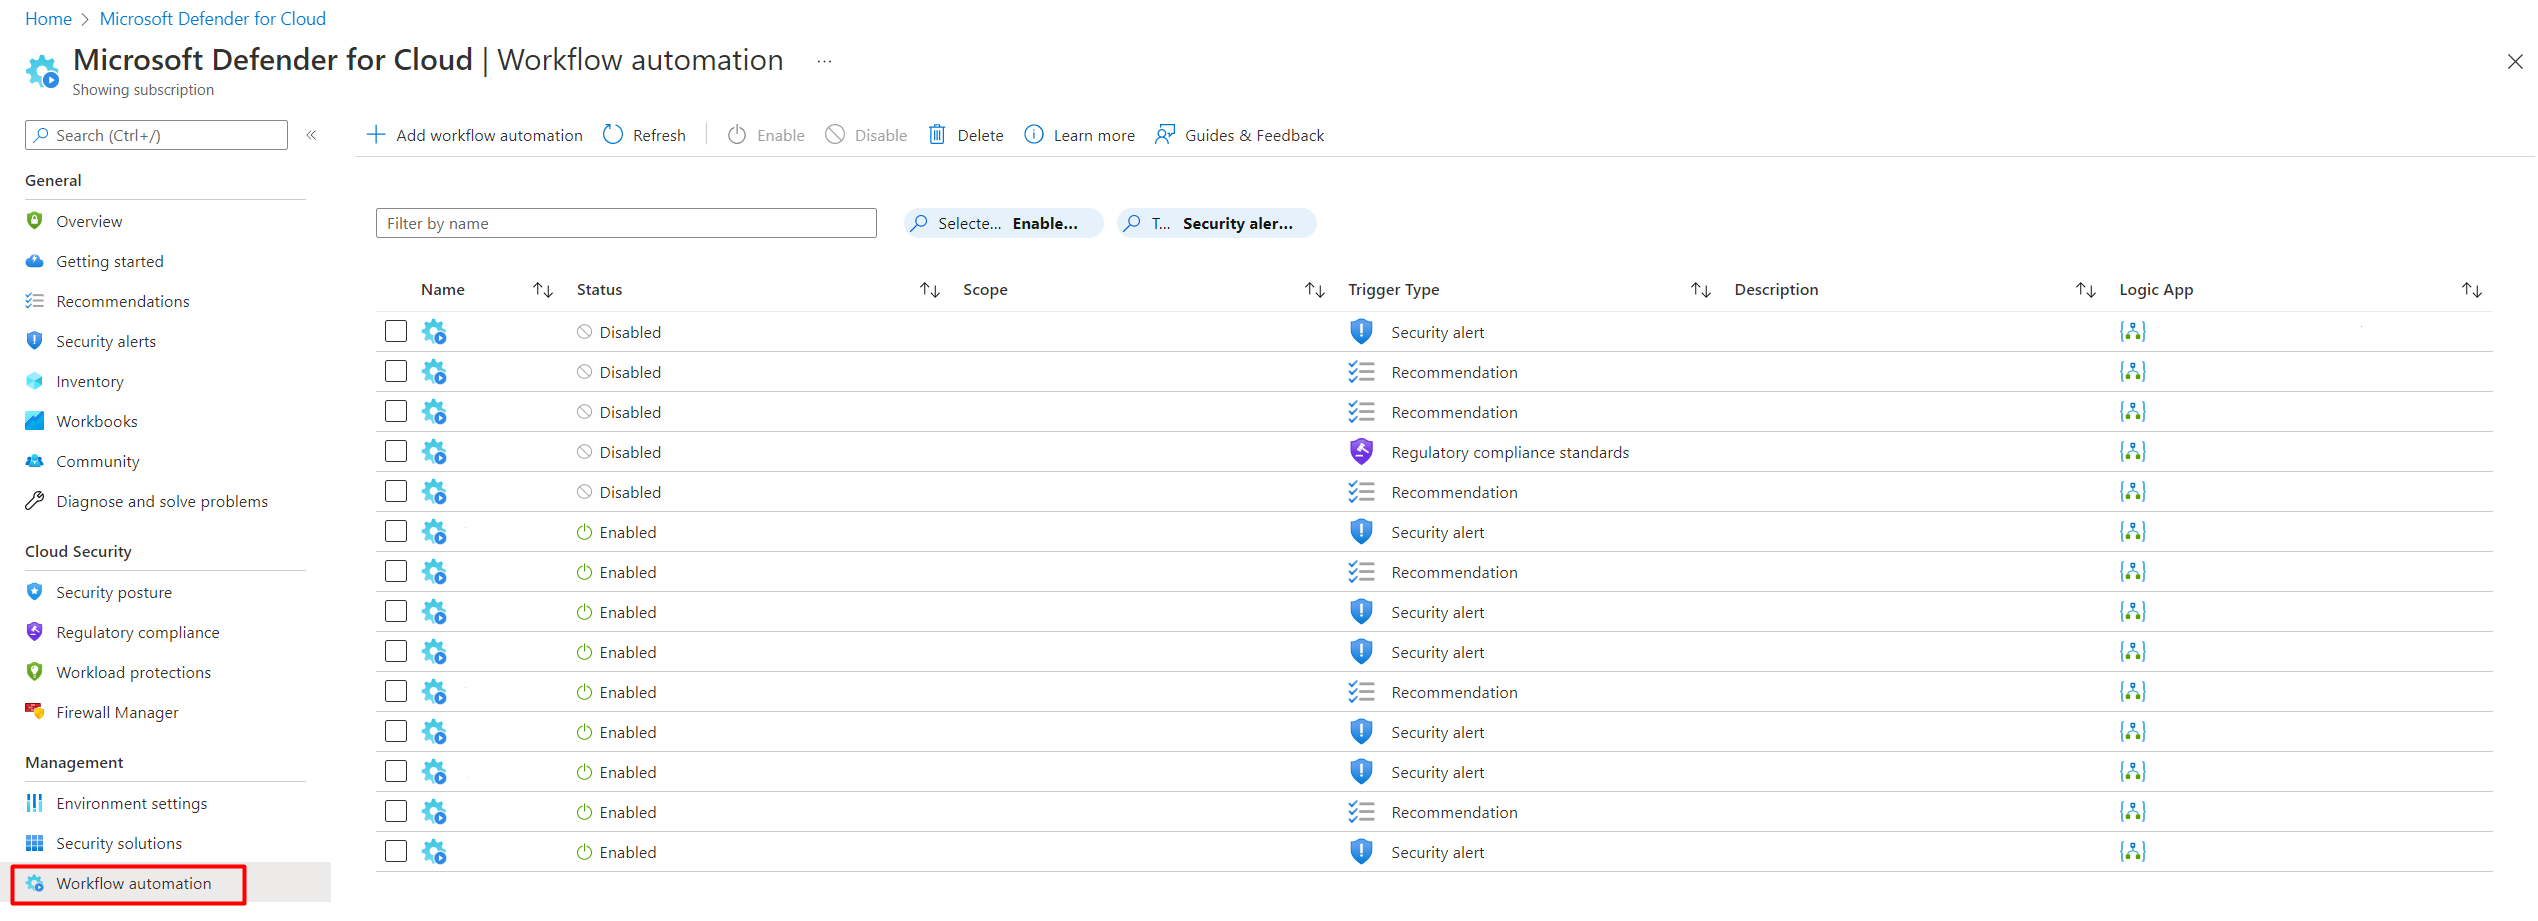 Home > Microsoft Defender for Cloud
Microsoft Defender for Cloud | Workflow automation ...
Showing subscription
Search (Ctrl+/) «
Add workflow automation Refresh Enable Disable Delete Learn more Guides & Feedback
General
Overview
Getting started
Recommendations
Security alerts
Inventory
Workbooks
Community
Diagnose and solve problems
Cloud Security
Security posture
Regulatory compliance
Workload protections
Firewall Manager
Management
Environment settings
Security solutions
Workflow automation
Filter by name Selecte... Enable... T... Security aler...
Name Status Scope Trigger Type Description Logic App
Disabled Security alert
Disabled Recommendation
Disabled Recommendation
Disabled Regulatory compliance standards
Disabled Recommendation
Enabled Security alert
Enabled Recommendation
Enabled Security alert
Enabled Security alert
Enabled Recommendation
Enabled Security alert
Enabled Security alert
Enabled Recommendation
Enabled Security alert